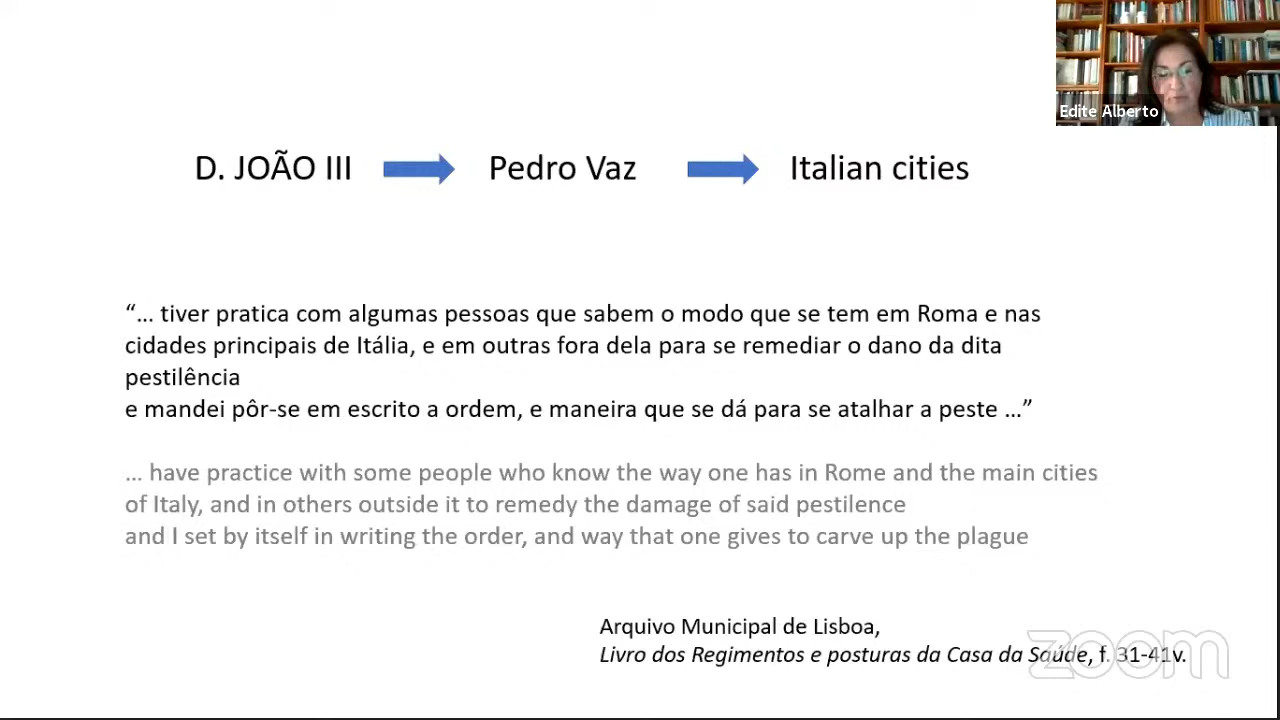 Edite Alberto
D. JOÃO III Pedro Vaz Italian cities
“… tiver pratica com algumas pessoas que sabem o modo que se tem em Roma e nas
cidades principais de Itália, e em outras fora dela para se remediar o dano da dita
pestilência
e mandei pôr-se em escrito a ordem, e maneira que se dá para se atalhar a peste …”
… have practice with some people who know the way one has in Rome and the main cities
of Italy, and in others outside it to remedy the damage of said pestilence
and I set by itself in writing the order, and way that one gives to carve up the plague
Arquivo Municipal de Lisboa,
Livro dos Regimentos e posturas da Casa da Saúde, f. 31-41v.
zoom